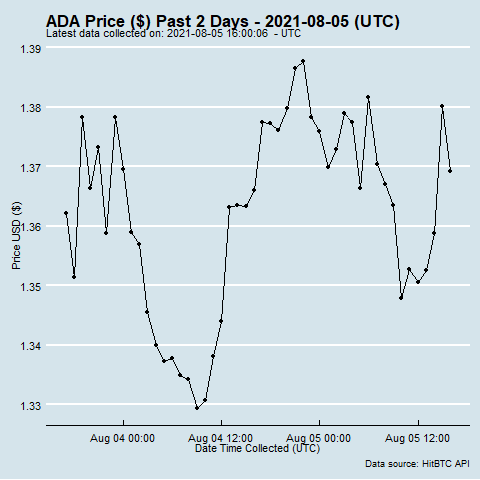 ADA Price ($) Past 2 Days - 2021-08-05 (UTC)
Latest data collected on: 2021-08-05 16:00:06  - UTC
1.39
1.38
1.37
1.36
1.35
1.34
1.33
Price USD ($)
Aug 04 00:00 Aug 04 12:00 Aug 05 00:00 Aug 05 12:00
Date Time Collected (UTC)
Data source: HitBTC API